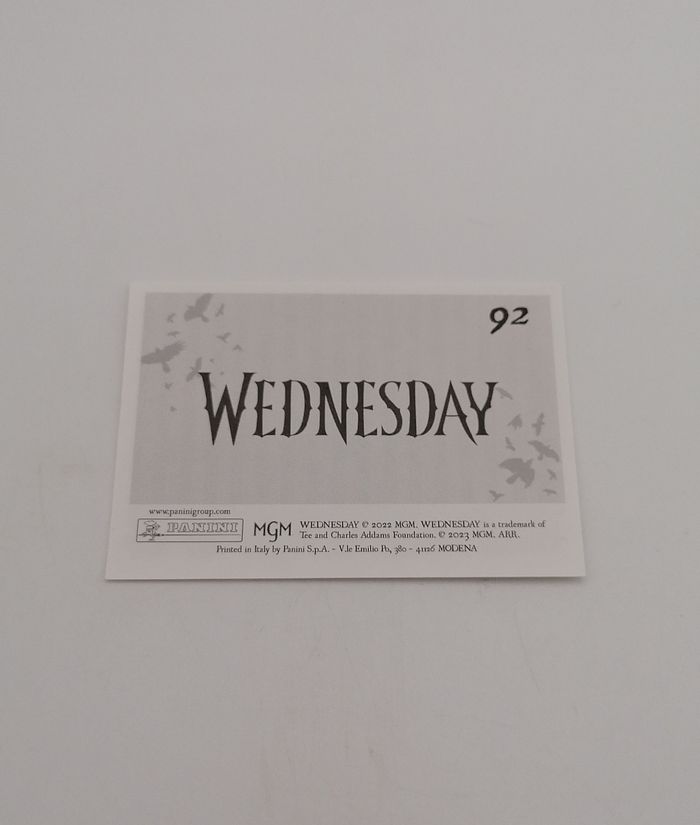 92
WEDNESDAY
www.paninigroup.com
PANINI MGM WEDNESDAY © 2022 MGM. WEDNESDAY is a trademark of
Tee and Charles Addams Foundation. © 2023 MGM. ARR.
Printed in Italy by Panini S.p.A. - V.le Emilio Po, 380 - 41126 MODENA